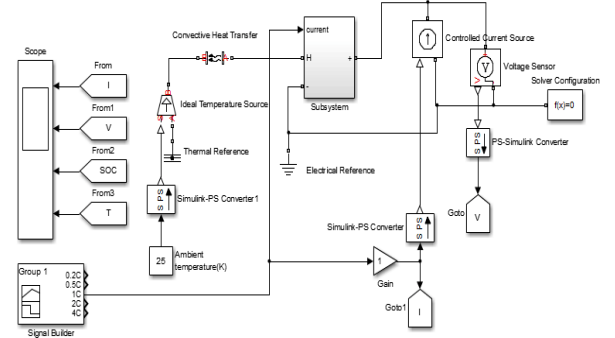 Scope
From
I
From1
V
From2
SOC
From3
T
Convective Heat Transfer
Ideal Temperature Source
Thermal Reference
S PS
Simulink-PS Converter1
25
Ambient
temperature(K)
current
H
+
-
Subsystem
Electrical Reference
Controlled Current Source
V
Voltage Sensor
Solver Configuration
f(x)=0
S PS
PS-Simulink Converter
Goto
V
Simulink-PS Converter
S PS
1
Gain
Goto1
I
Group 1
0.2C
0.5C
1C
2C
4C
Signal Builder